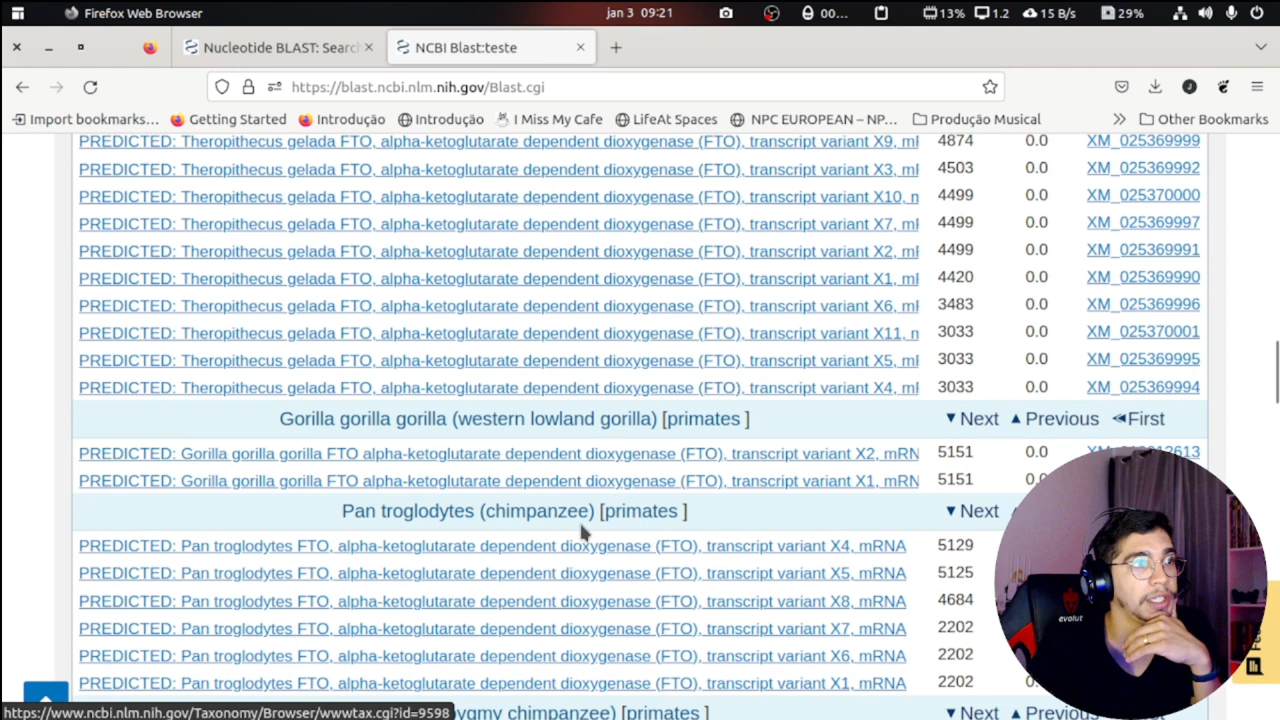 Firefox Web Browser jan 3 09:21 00... 13% 1.2 15 B/s 29%
Nucleotide BLAST: Searc NCBI Blast:teste
https://blast.ncbi.nlm.nih.gov/Blast.cgi
Import bookmarks... Getting Started Introdução Introdução I Miss My Cafe LifeAt Spaces NPC EUROPEAN – NP... Produção Musical Other Bookmarks
PREDICTED: Theropithecus gelada FTO, alpha-ketoglutarate dependent dioxygenase (FTO), transcript variant X9, mF 4874 0.0 XM_025369999
PREDICTED: Theropithecus gelada FTO, alpha-ketoglutarate dependent dioxygenase (FTO), transcript variant X3, mF 4503 0.0 XM_025369992
PREDICTED: Theropithecus gelada FTO, alpha-ketoglutarate dependent dioxygenase (FTO), transcript variant X10, n 4499 0.0 XM_025370000
PREDICTED: Theropithecus gelada FTO, alpha-ketoglutarate dependent dioxygenase (FTO), transcript variant X7, mF 4499 0.0 XM_025369997
PREDICTED: Theropithecus gelada FTO, alpha-ketoglutarate dependent dioxygenase (FTO), transcript variant X2, mF 4499 0.0 XM_025369991
PREDICTED: Theropithecus gelada FTO, alpha-ketoglutarate dependent dioxygenase (FTO), transcript variant X1, mF 4420 0.0 XM_025369990
PREDICTED: Theropithecus gelada FTO, alpha-ketoglutarate dependent dioxygenase (FTO), transcript variant X6, mF 3483 0.0 XM_025369996
PREDICTED: Theropithecus gelada FTO, alpha-ketoglutarate dependent dioxygenase (FTO), transcript variant X11, m 3033 0.0 XM_025370001
PREDICTED: Theropithecus gelada FTO, alpha-ketoglutarate dependent dioxygenase (FTO), transcript variant X5, mF 3033 0.0 XM_025369995
PREDICTED: Theropithecus gelada FTO, alpha-ketoglutarate dependent dioxygenase (FTO), transcript variant X4, mF 3033 0.0 XM_025369994
Gorilla gorilla gorilla (western lowland gorilla) [primates ] ▼Next ▲Previous First
PREDICTED: Gorilla gorilla gorilla FTO alpha-ketoglutarate dependent dioxygenase (FTO), transcript variant X2, mRN 5151 0.0
PREDICTED: Gorilla gorilla gorilla FTO alpha-ketoglutarate dependent dioxygenase (FTO), transcript variant X1, mRN 5151 0.0
Pan troglodytes (chimpanzee) [primates ] ▼Next
PREDICTED: Pan troglodytes FTO, alpha-ketoglutarate dependent dioxygenase (FTO), transcript variant X4, mRNA 5129
PREDICTED: Pan troglodytes FTO, alpha-ketoglutarate dependent dioxygenase (FTO), transcript variant X5, mRNA 5125
PREDICTED: Pan troglodytes FTO, alpha-ketoglutarate dependent dioxygenase (FTO), transcript variant X8, mRNA 4684
PREDICTED: Pan troglodytes FTO, alpha-ketoglutarate dependent dioxygenase (FTO), transcript variant X7, mRNA 2202
PREDICTED: Pan troglodytes FTO, alpha-ketoglutarate dependent dioxygenase (FTO), transcript variant X6, mRNA 2202
PREDICTED: Pan troglodytes FTO, alpha-ketoglutarate dependent dioxygenase (FTO), transcript variant X1, mRNA 2202
ygmy chimpanzee) [primates ] ▼Next ▲Previous
https://www.ncbi.nlm.nih.gov/Taxonomy/Browser/wwwtax.cgi?id=9598
evolut